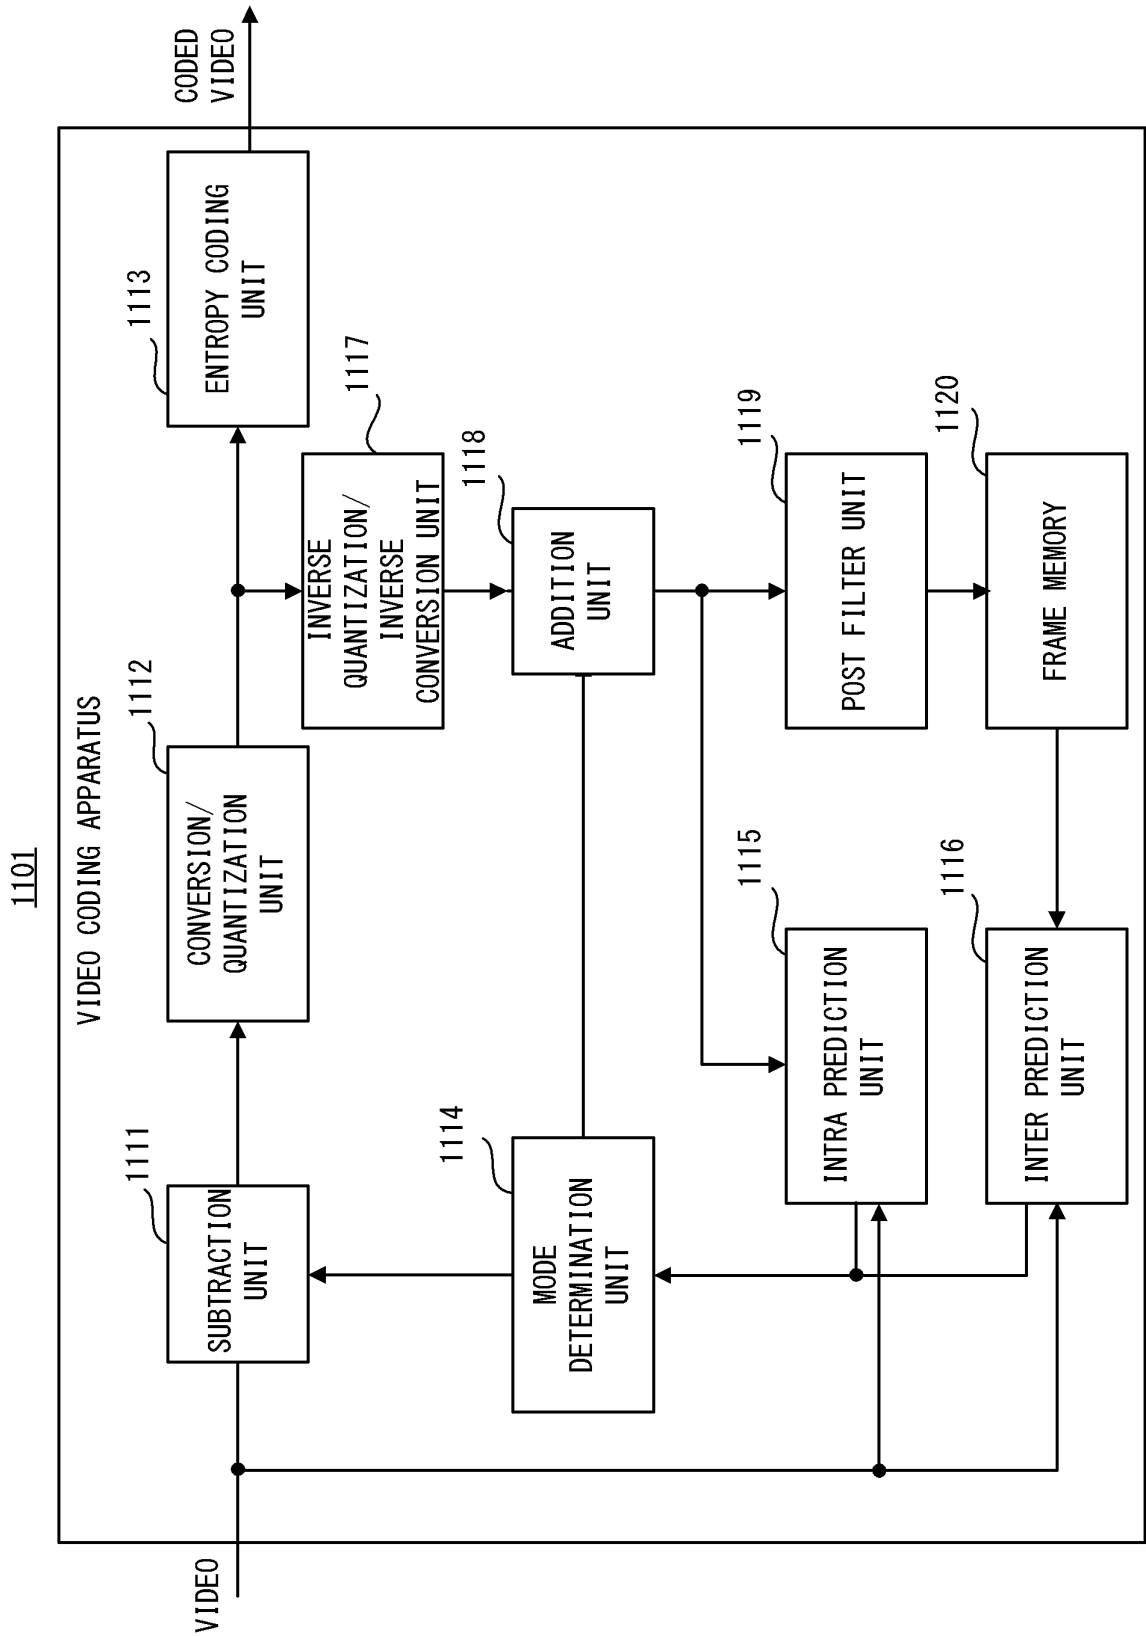 1101
VIDEO CODING APPARATUS
VIDEO
1111
SUBTRACTION
UNIT
1112
CONVERSION/
QUANTIZATION
UNIT
1113
ENTROPY CODING
UNIT
CODED
VIDEO
1117
INVERSE
QUANTIZATION/
INVERSE
CONVERSION UNIT
1114
MODE
DETERMINATION
UNIT
1118
ADDITION
UNIT
1115
INTRA PREDICTION
UNIT
1119
POST FILTER UNIT
1116
INTER PREDICTION
UNIT
1120
FRAME MEMORY